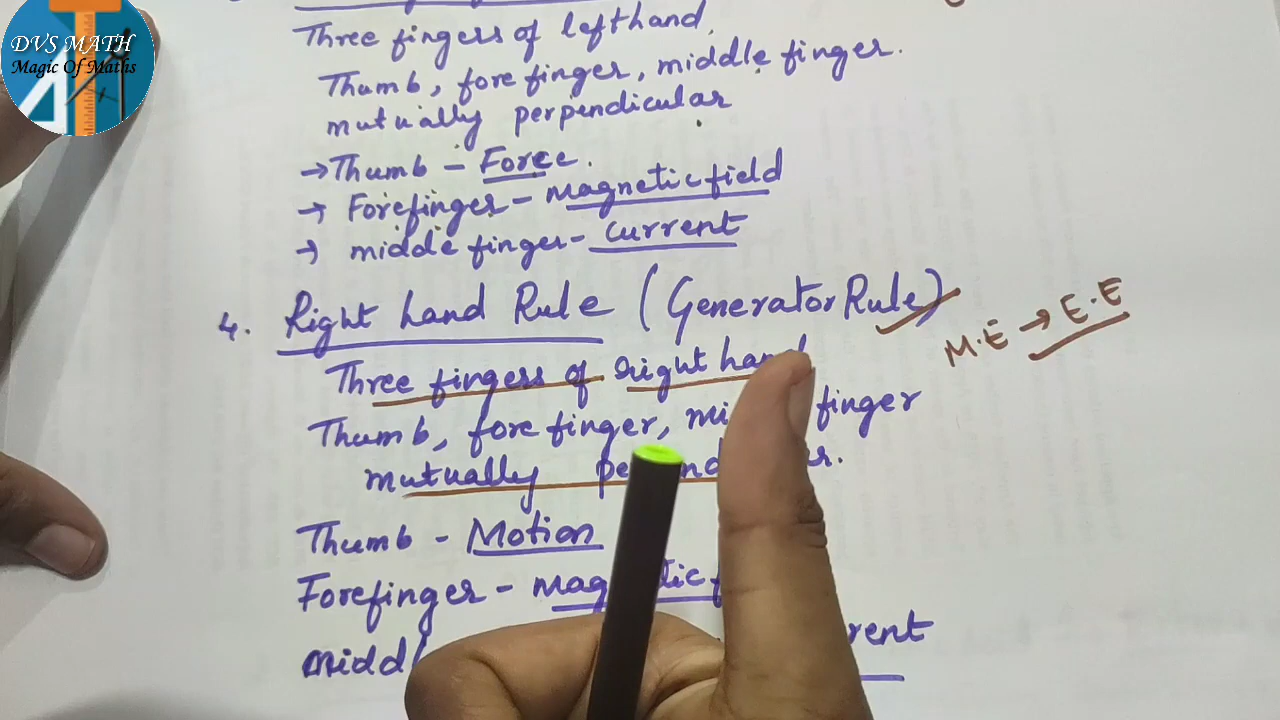 DVS MATH
Magic Of Maths
Three fingers of lefthand.
Thumb, fore finger, middle finger.
mutually perpendicular
→ Thumb - Force.
→ Forefinger - magnetic field
→ middle finger - current
4. Right hand Rule (Generator Rule)
M.E → E.E
Three fingers of right hand
Thumb, fore finger, finger
mutually
Thumb - Motion
Forefinger -